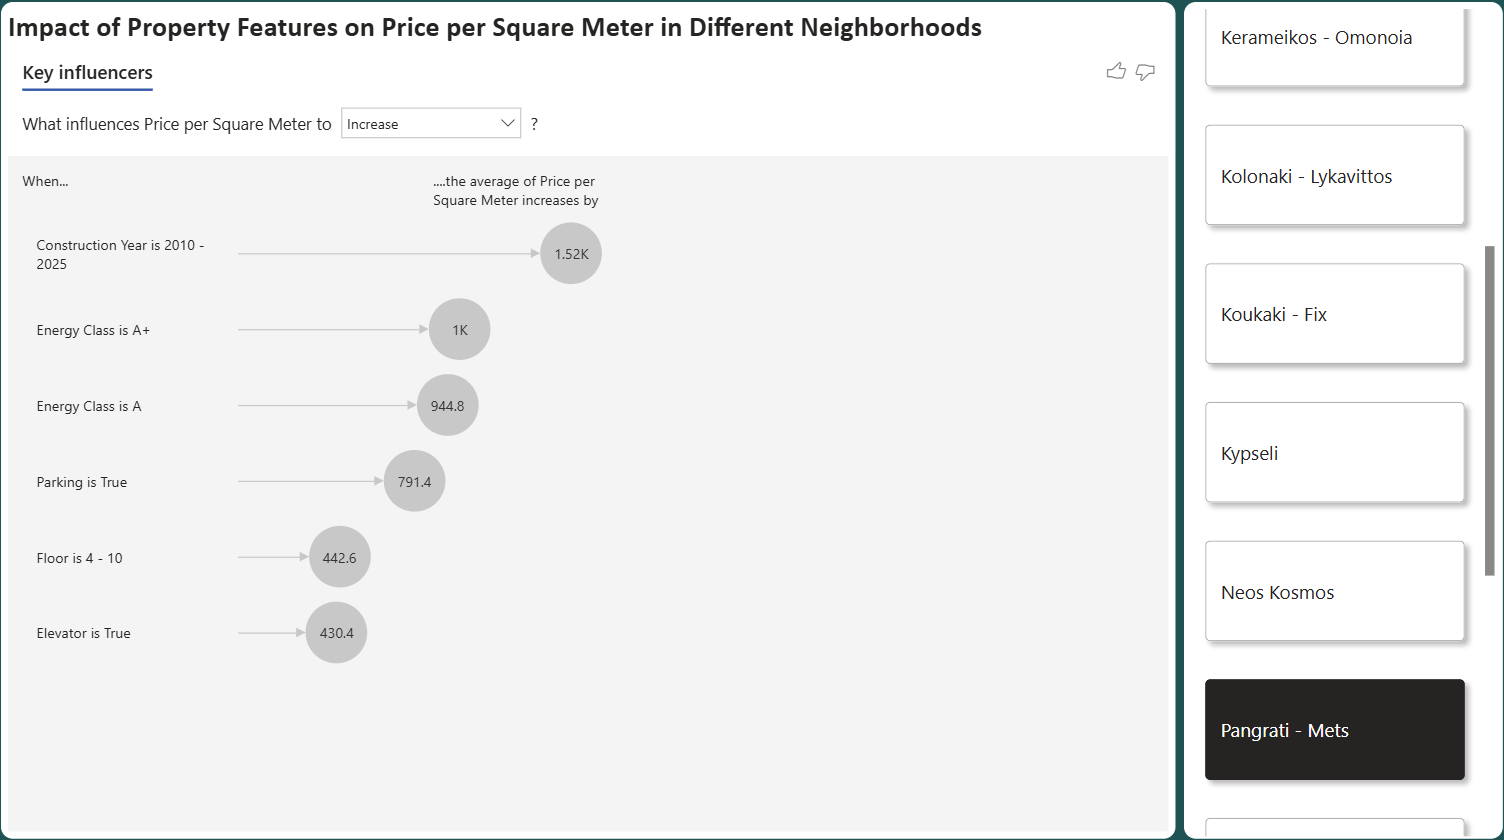 Impact of Property Features on Price per Square Meter in Different Neighborhoods
Key influencers
What influences Price per Square Meter to
Increase
?
When...
....the average of Price per
Square Meter increases by
Construction Year is 2010 -
2025
1.52K
Energy Class is A+
1K
Energy Class is A
944.8
Parking is True
791.4
Floor is 4 - 10
442.6
Elevator is True
430.4
Kerameikos - Omonoia
Kolonaki - Lykavittos
Koukaki - Fix
Kypseli
Neos Kosmos
Pangrati - Mets